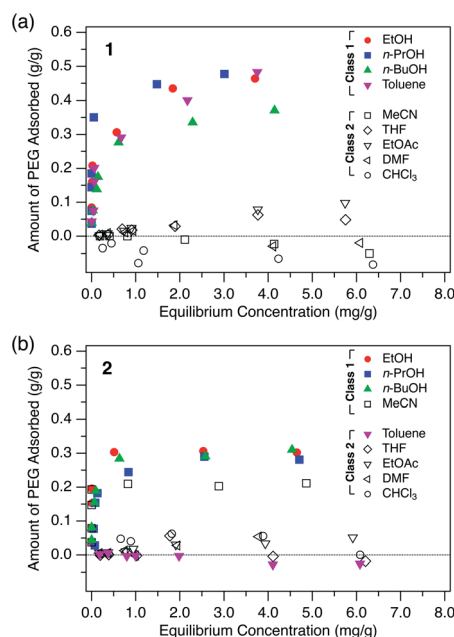 (a)
1
Amount of PEG Adsorbed (g/g)
0.6
0.5
0.4
0.3
0.2
0.1
0.0
0.0 1.0 2.0 3.0 4.0 5.0 6.0 7.0 8.0
Equilibrium Concentration (mg/g)
Class 1
EtOH
n-PrOH
n-BuOH
Toluene
Class 2
MeCN
THF
EtOAc
DMF
CHCl3
(b)
2
Amount of PEG Adsorbed (g/g)
0.6
0.5
0.4
0.3
0.2
0.1
0.0
0.0 1.0 2.0 3.0 4.0 5.0 6.0 7.0 8.0
Equilibrium Concentration (mg/g)
Class 1
EtOH
n-PrOH
n-BuOH
MeCN
Class 2
Toluene
THF
EtOAc
DMF
CHCl3